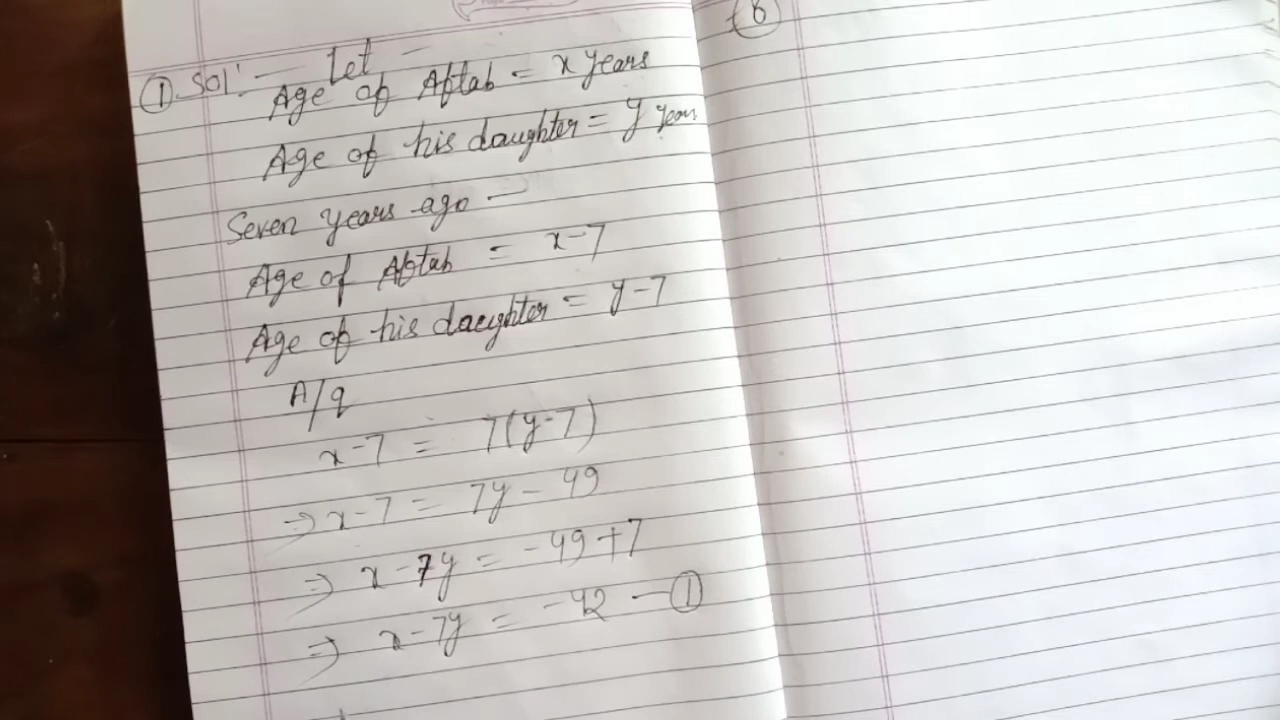 ① Sol: — Let —
Age of Aftab = x years
Age of his daughter = y years
Seven years ago —
Age of Aftab = x-7
Age of his daughter = y-7
A/q
x-7 = 7(y-7)
⇒ x-7 = 7y - 49
⇒ x-7y = -49+7
⇒ x-7y = -42 — ①